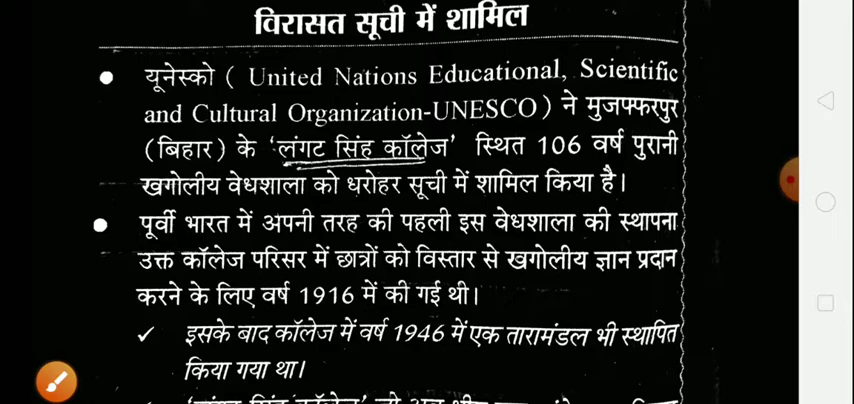 विरासत सूची में शामिल
● यूनेस्को ( United Nations Educational, Scientific
and Cultural Organization-UNESCO) ने मुजफ्फरपुर
(बिहार) के 'लंगट सिंह कॉलेज' स्थित 106 वर्ष पुरानी
खगोलीय वेधशाला को धरोहर सूची में शामिल किया है।
● पूर्वी भारत में अपनी तरह की पहली इस वेधशाला की स्थापना
उक्त कॉलेज परिसर में छात्रों को विस्तार से खगोलीय ज्ञान प्रदान
करने के लिए वर्ष 1916 में की गई थी।
✓ इसके बाद कॉलेज में वर्ष 1946 में एक तारामंडल भी स्थापित
किया गया था।